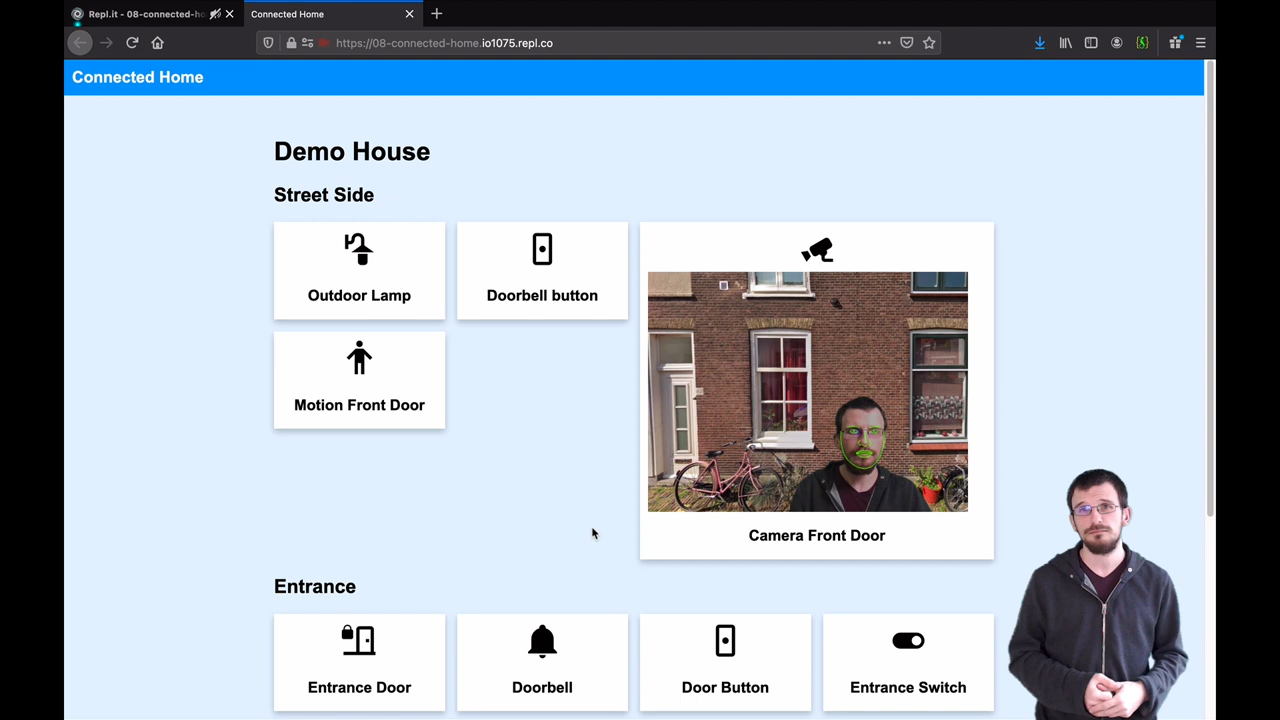 Repl.it - 08-connected-ho
Connected Home
https://08-connected-home.io1075.repl.co
Connected Home
Demo House
Street Side
Outdoor Lamp
Doorbell button
Motion Front Door
Camera Front Door
Entrance
Entrance Door
Doorbell
Door Button
Entrance Switch